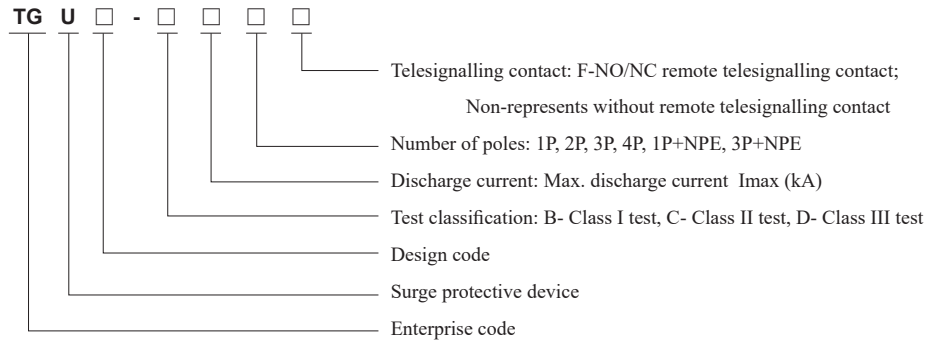 TG U □ - □ □ □ □
Telesignalling contact: F-NO/NC remote telesignalling contact;
Non-represents without remote telesignalling contact
Number of poles: 1P, 2P, 3P, 4P, 1P+NPE, 3P+NPE
Discharge current: Max. discharge current Imax (kA)
Test classification: B- Class I test, C- Class II test, D- Class III test
Design code
Surge protective device
Enterprise code